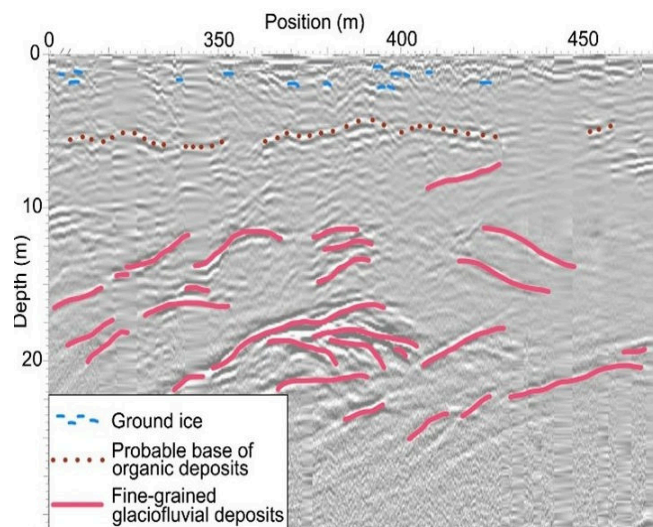 Position (m)
0 350 400 450
0
10
Depth (m)
20
Ground ice
Probable base of
organic deposits
Fine-grained
glaciofluvial deposits